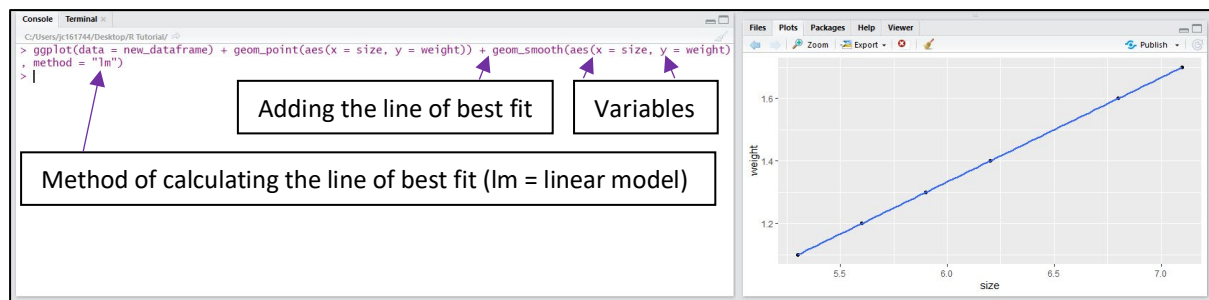 Console Terminal ×
C:/Users/jc161744/Desktop/R Tutorial/
> ggplot(data = new_dataframe) + geom_point(aes(x = size, y = weight)) + geom_smooth(aes(x = size, y = weight)
, method = "lm")
>
Adding the line of best fit
Variables
Method of calculating the line of best fit (lm = linear model)
Files Plots Packages Help Viewer
Zoom Export Publish
weight
1.6
1.4
1.2
5.5 6.0 6.5 7.0
size